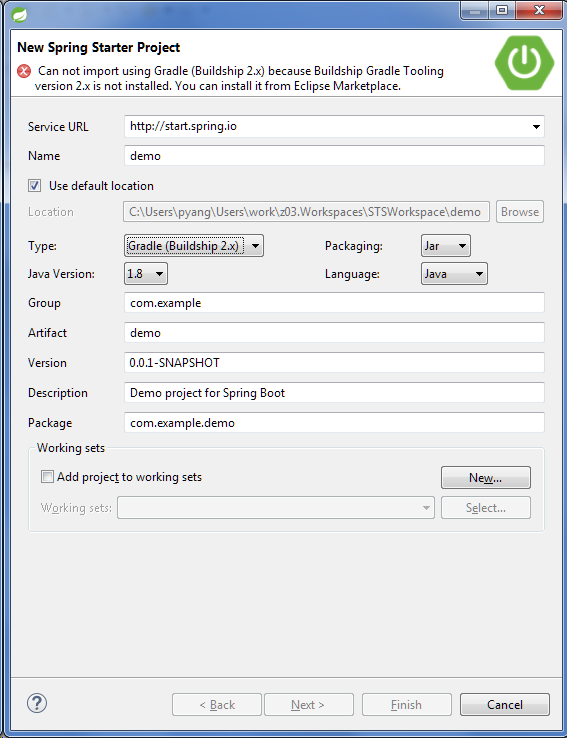 New Spring Starter Project
Can not import using Gradle (Buildship 2.x) because Buildship Gradle Tooling
version 2.x is not installed. You can install it from Eclipse Marketplace.
Service URL http://start.spring.io
Name demo
Use default location
Location C:\Users\pyang\Users\work\z03.Workspaces\STSWorkspace\demo Browse
Type: Gradle (Buildship 2.x) Packaging: Jar
Java Version: 1.8 Language: Java
Group com.example
Artifact demo
Version 0.0.1-SNAPSHOT
Description Demo project for Spring Boot
Package com.example.demo
Working sets
Add project to working sets New...
Working sets: Select...
? < Back Next > Finish Cancel